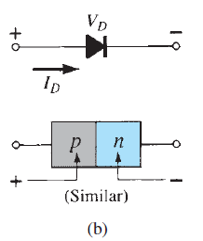 + V_D −
I_D
p n
+ −
(Similar)
(b)